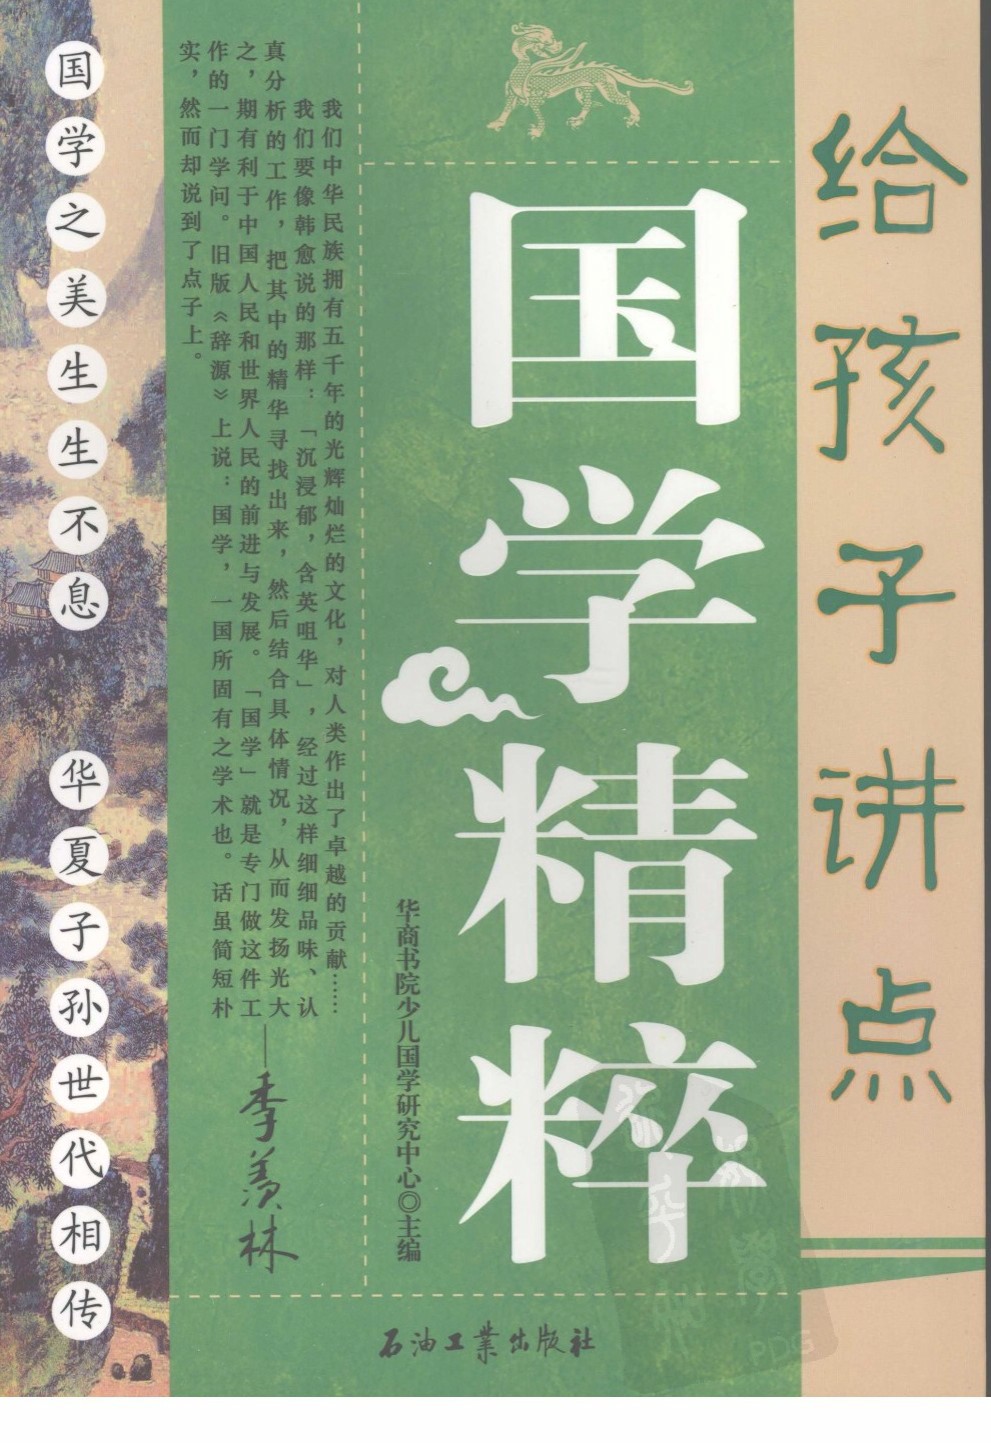 给孩子讲点
国学精粹
华商书院少儿国学研究中心◎主编
我们中华民族拥有五千年的光辉灿烂的文化，对人类作出了卓越的贡献……
我们要像韩愈说的那样：「沉浸郁，含英咀华」，经过这样细细品味、认
真分析的工作，把其中的精华寻找出来，然后结合具体情况，从而发扬光大
之，期有利于中国人民和世界人民的前进与发展。「国学」就是专门做这件工
作的一门学问。旧版《辞源》上说：国学，一国所固有之学术也。话虽简短朴
实，然而却说到了点子上。
——季羡林
国学之美生生不息 华夏子孙世代相传
石油工业出版社
PDG